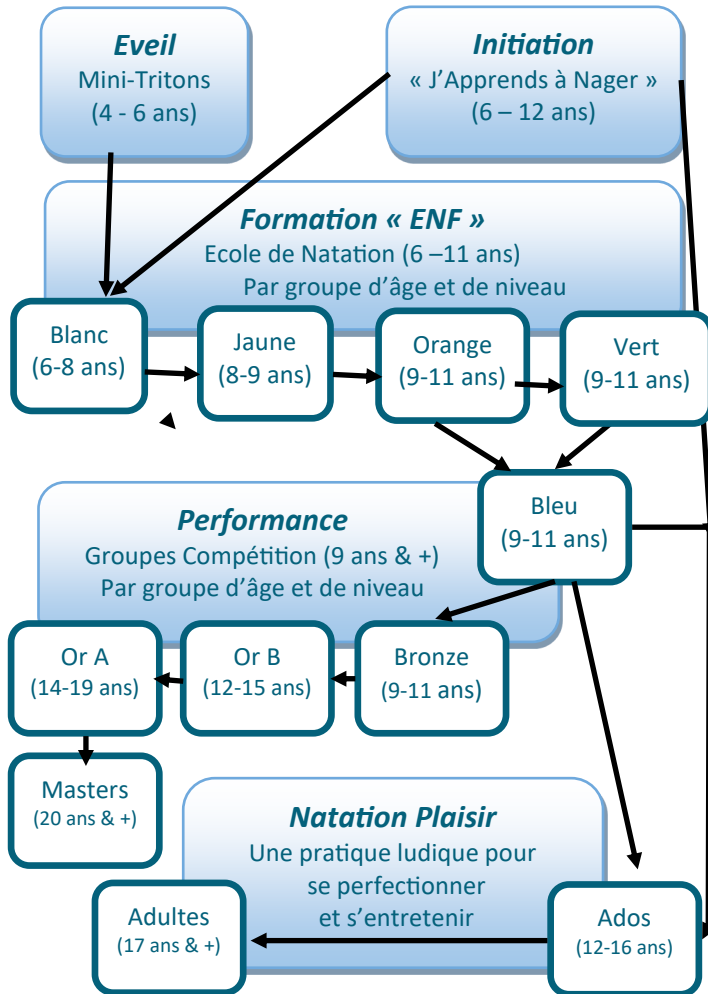 Eveil
Mini-Tritons
(4 - 6 ans)
Initiation
« J'Apprends à Nager »
(6 – 12 ans)
Formation « ENF »
Ecole de Natation (6 –11 ans)
Par groupe d'âge et de niveau
Blanc
(6-8 ans)
Jaune
(8-9 ans)
Orange
(9-11 ans)
Vert
(9-11 ans)
Bleu
(9-11 ans)
Performance
Groupes Compétition (9 ans & +)
Par groupe d'âge et de niveau
Or A
(14-19 ans)
Or B
(12-15 ans)
Bronze
(9-11 ans)
Masters
(20 ans & +)
Natation Plaisir
Une pratique ludique pour
se perfectionner
et s'entretenir
Adultes
(17 ans & +)
Ados
(12-16 ans)